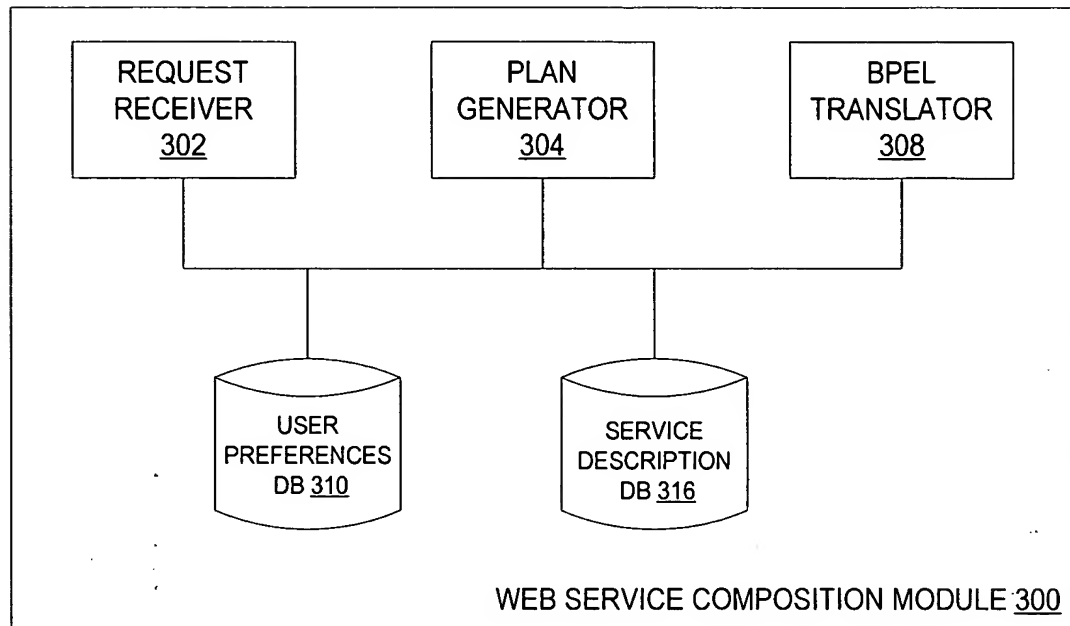 REQUEST
RECEIVER
302
PLAN
GENERATOR
304
BPEL
TRANSLATOR
308
USER
PREFERENCES
DB 310
SERVICE
DESCRIPTION
DB 316
WEB SERVICE COMPOSITION MODULE 300